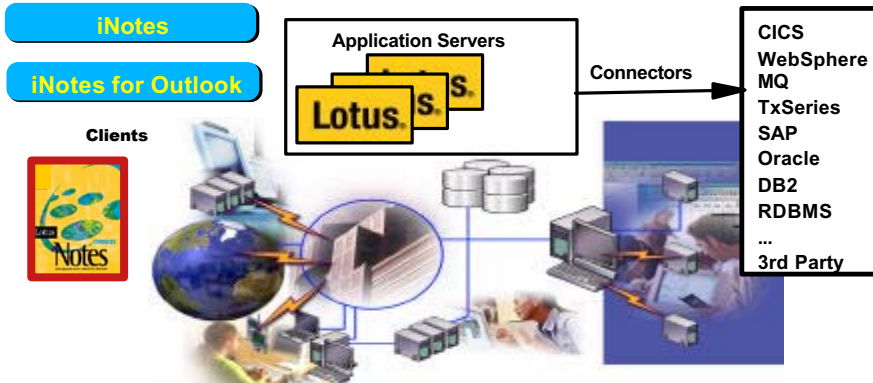 iNotes
iNotes for Outlook
Clients
Lotus
Notes
Application Servers
Lotus.
s.
s.
Connectors
CICS
WebSphere
MQ
TxSeries
SAP
Oracle
DB2
RDBMS
...
3rd Party